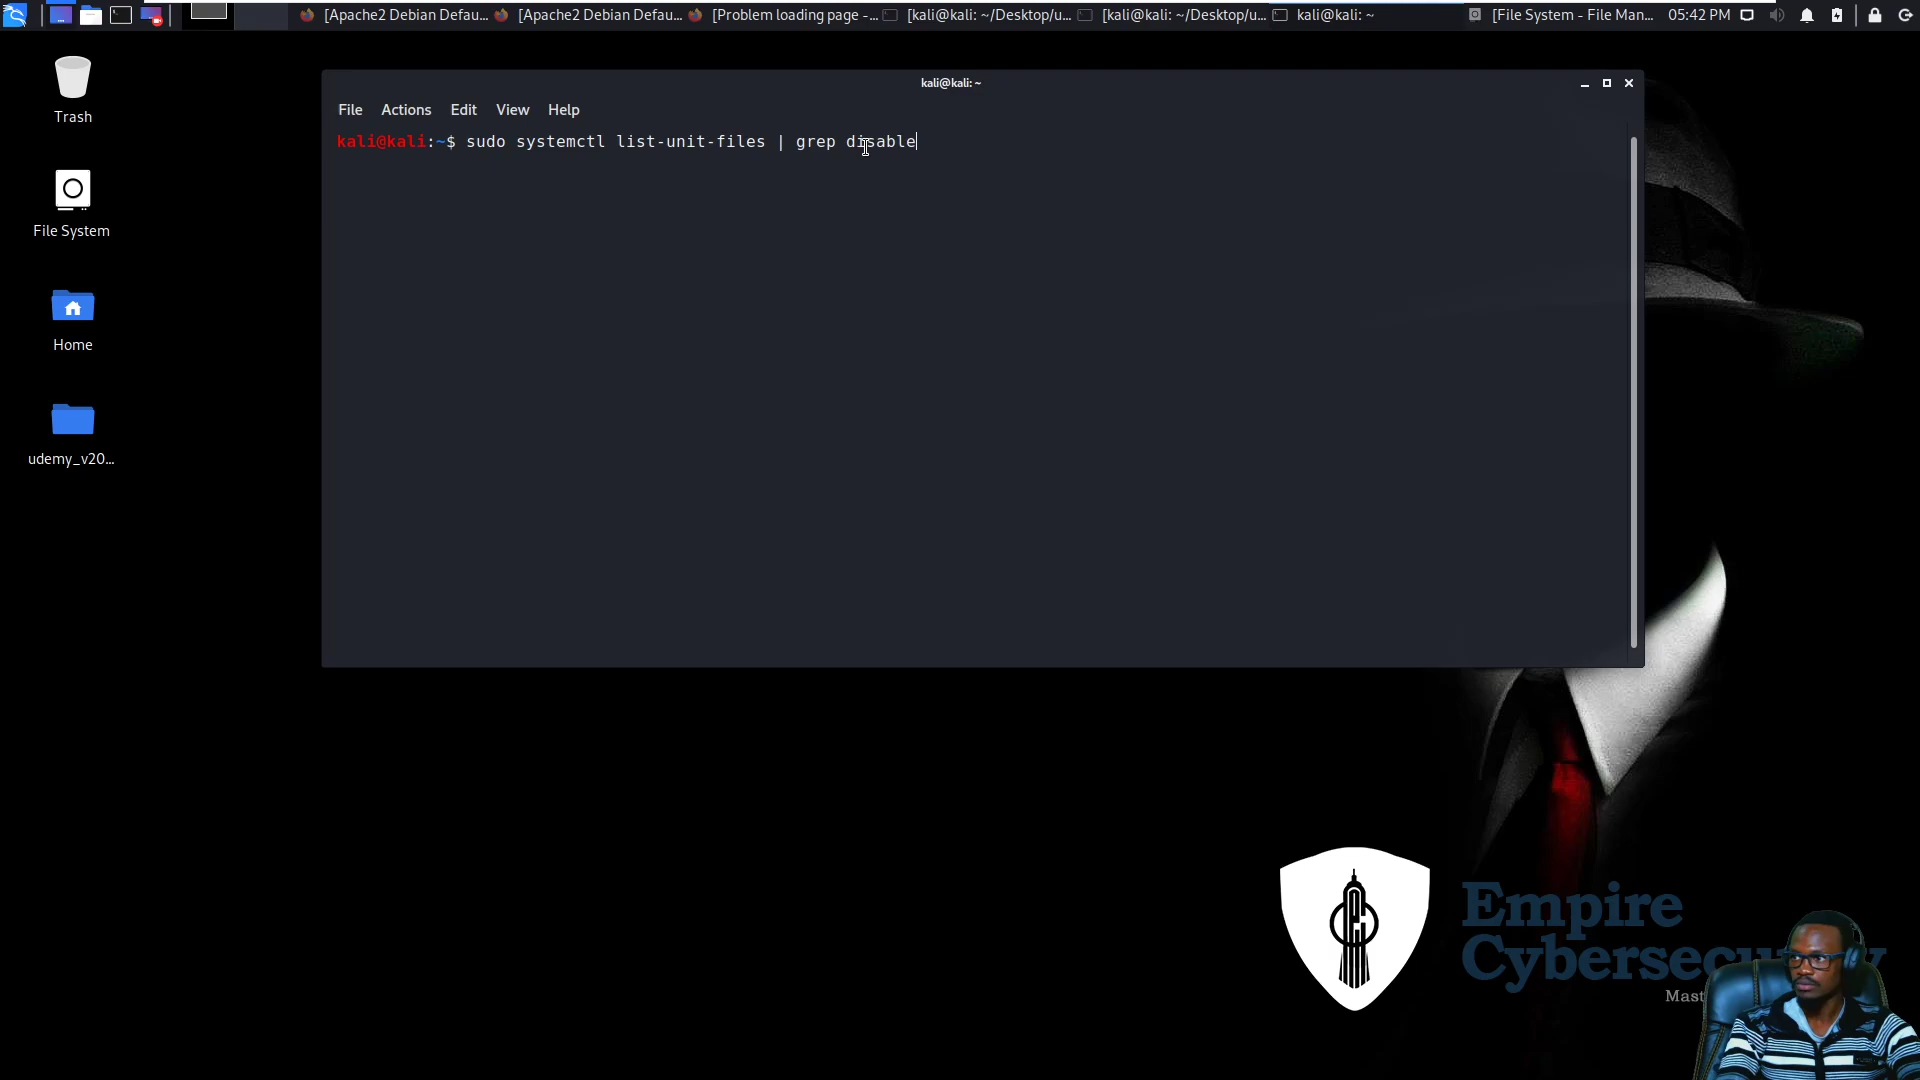 [Apache2 Debian Defau... [Apache2 Debian Defau... [Problem loading page -... [kali@kali: ~/Desktop/u... [kali@kali: ~/Desktop/u... kali@kali: ~ [File System - File Man... 05:42 PM
Trash
File System
Home
udemy_v20...
kali@kali: ~
File Actions Edit View Help
kali@kali:~$ sudo systemctl list-unit-files | grep disable
Empire